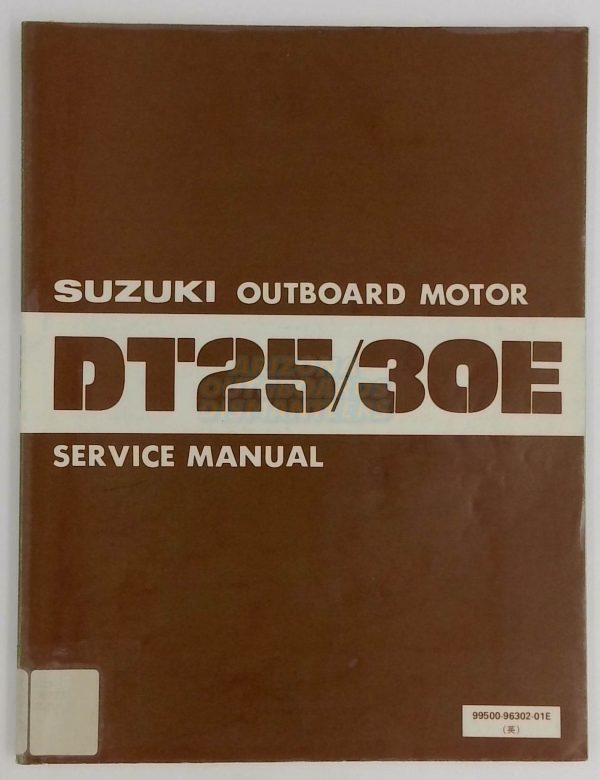 SUZUKI OUTBOARD MOTOR
DT25/30E
SERVICE MANUAL
99500-96302-01E
(英)